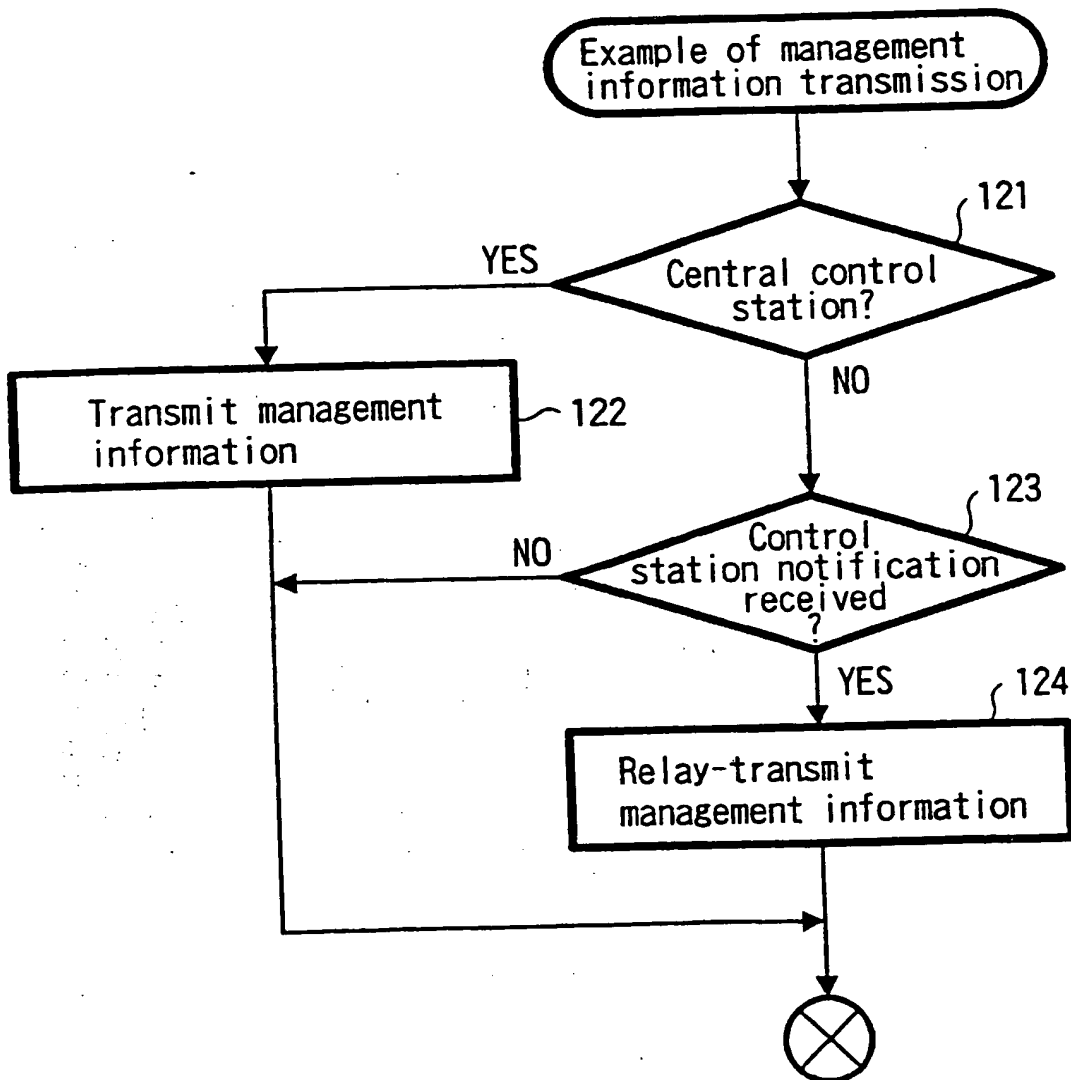 Example of management
information transmission
121
YES
Central control
station?
NO
Transmit management
information
122
123
NO
Control
station notification
received
?
YES
124
Relay-transmit
management information